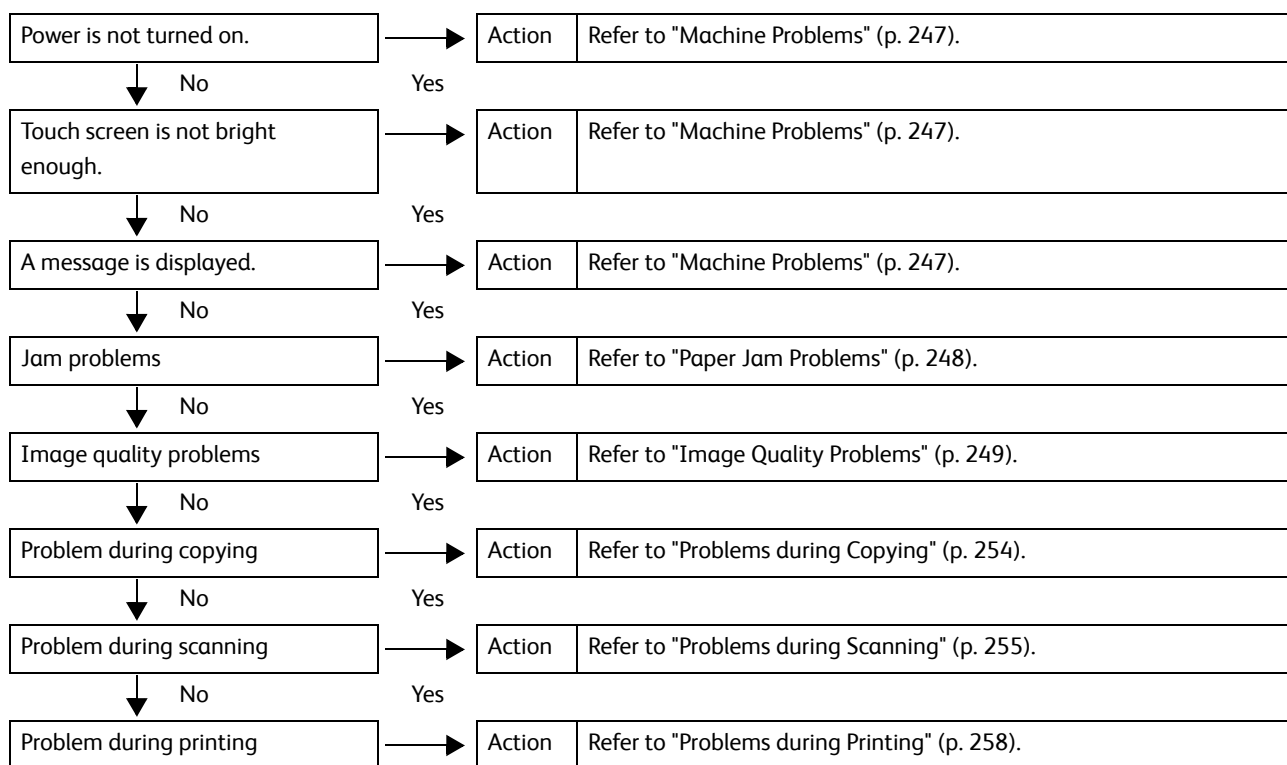 Power is not turned on. Action Refer to "Machine Problems" (p. 247).
No Yes
Touch screen is not bright Action Refer to "Machine Problems" (p. 247).
enough.
No Yes
A message is displayed. Action Refer to "Machine Problems" (p. 247).
No Yes
Jam problems Action Refer to "Paper Jam Problems" (p. 248).
No Yes
Image quality problems Action Refer to "Image Quality Problems" (p. 249).
No Yes
Problem during copying Action Refer to "Problems during Copying" (p. 254).
No Yes
Problem during scanning Action Refer to "Problems during Scanning" (p. 255).
No Yes
Problem during printing Action Refer to "Problems during Printing" (p. 258).